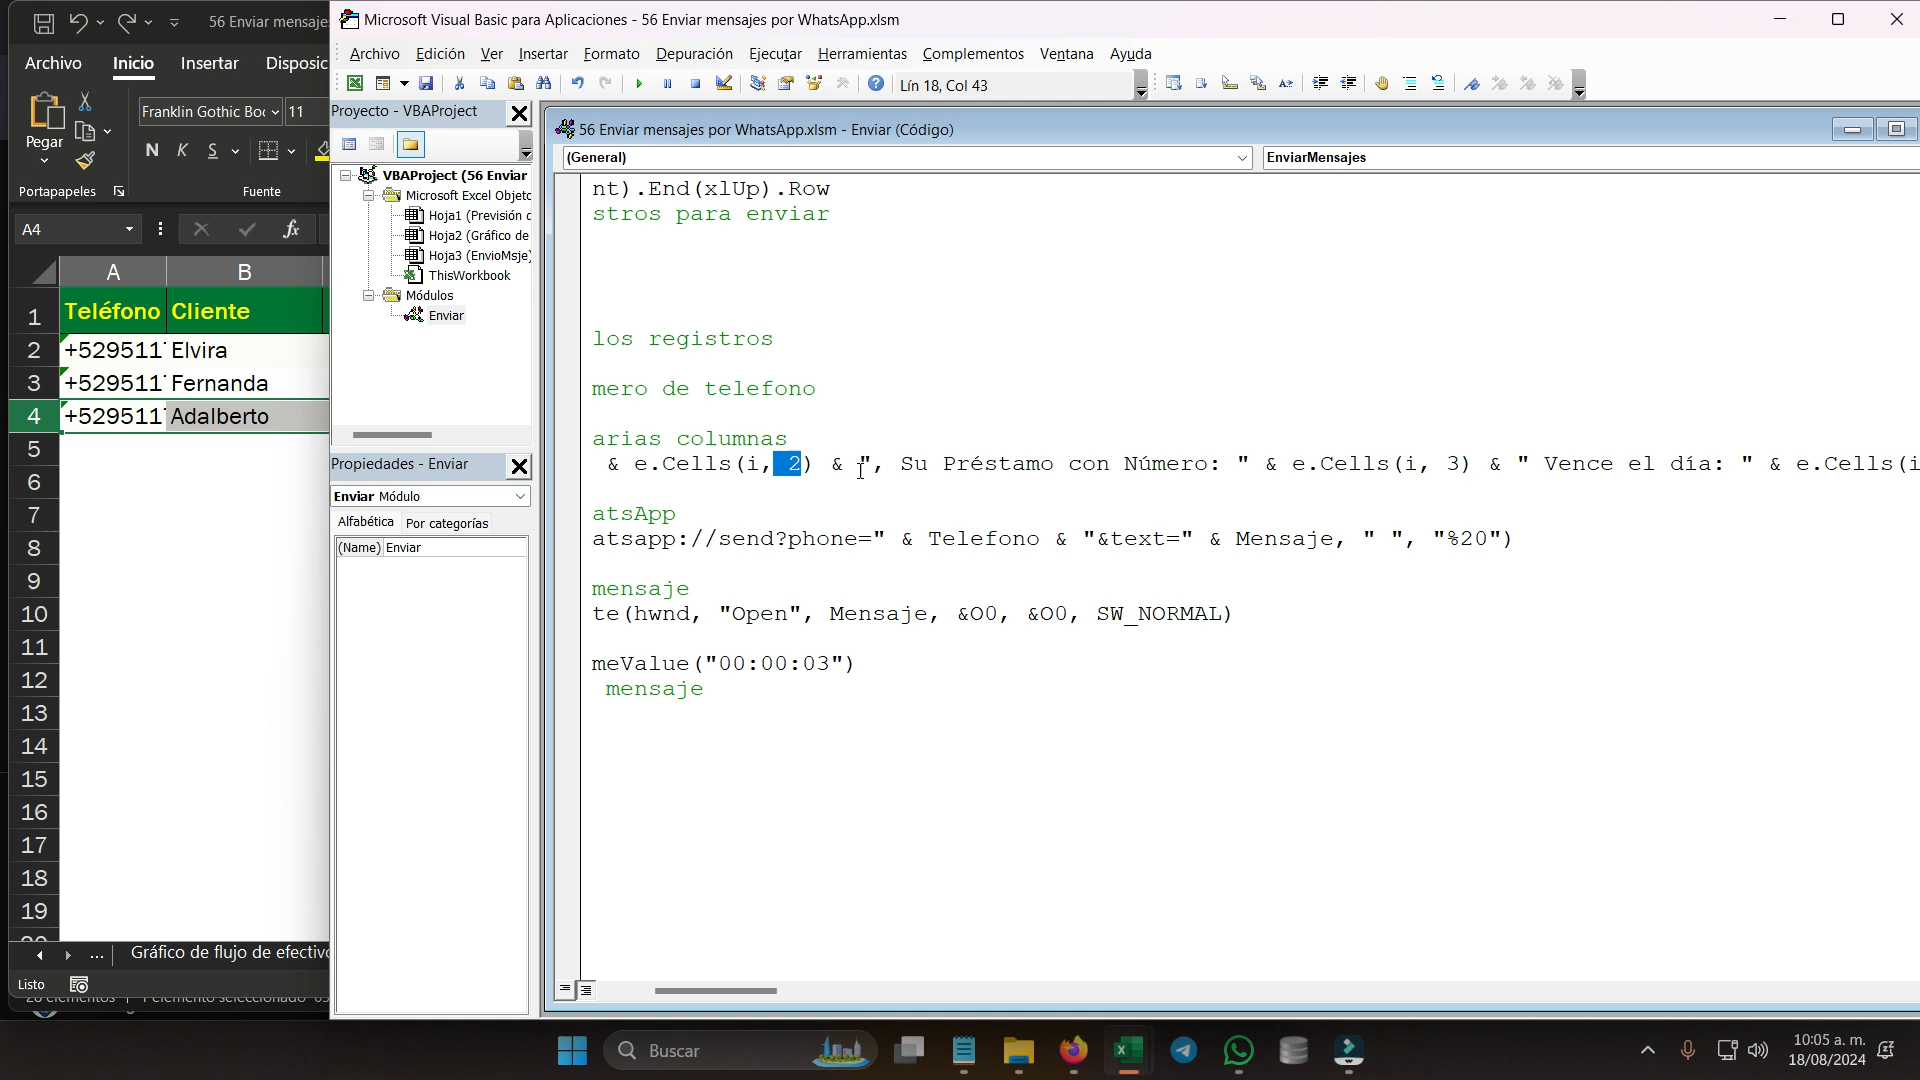 56 Enviar mensajes
Microsoft Visual Basic para Aplicaciones - 56 Enviar mensajes por WhatsApp.xlsm
Archivo Inicio Insertar Disposic
Archivo Edición Ver Insertar Formato Depuración Ejecutar Herramientas Complementos Ventana Ayuda
Lín 18, Col 43
Franklin Gothic Boo 11
Pegar
N K S
Portapapeles
Fuente
A4
fx
Proyecto - VBAProject
VBAProject (56 Enviar
Microsoft Excel Objeto
Hoja1 (Previsión d
Hoja2 (Gráfico de
Hoja3 (EnvioMsje)
ThisWorkbook
Módulos
Enviar
Propiedades - Enviar
Enviar Módulo
Alfabética Por categorías
(Name) Enviar
56 Enviar mensajes por WhatsApp.xlsm - Enviar (Código)
(General)
EnviarMensajes
nt).End(xlUp).Row
stros para enviar
los registros
mero de telefono
arias columnas
& e.Cells(i, 2) & ", Su Préstamo con Número: " & e.Cells(i, 3) & " Vence el día: " & e.Cells(i
atsApp
atsapp://send?phone=" & Telefono & "&text=" & Mensaje, " ", "%20")
mensaje
te(hwnd, "Open", Mensaje, &O0, &O0, SW_NORMAL)
meValue("00:00:03")
mensaje
A B
1 Teléfono Cliente
2 +5295117 Elvira
3 +5295117 Fernanda
4 +5295117 Adalberto
5
6
7
8
9
10
11
12
13
14
15
16
17
18
19
... Gráfico de flujo de efectivo
Listo
Buscar
10:05 a. m.
18/08/2024